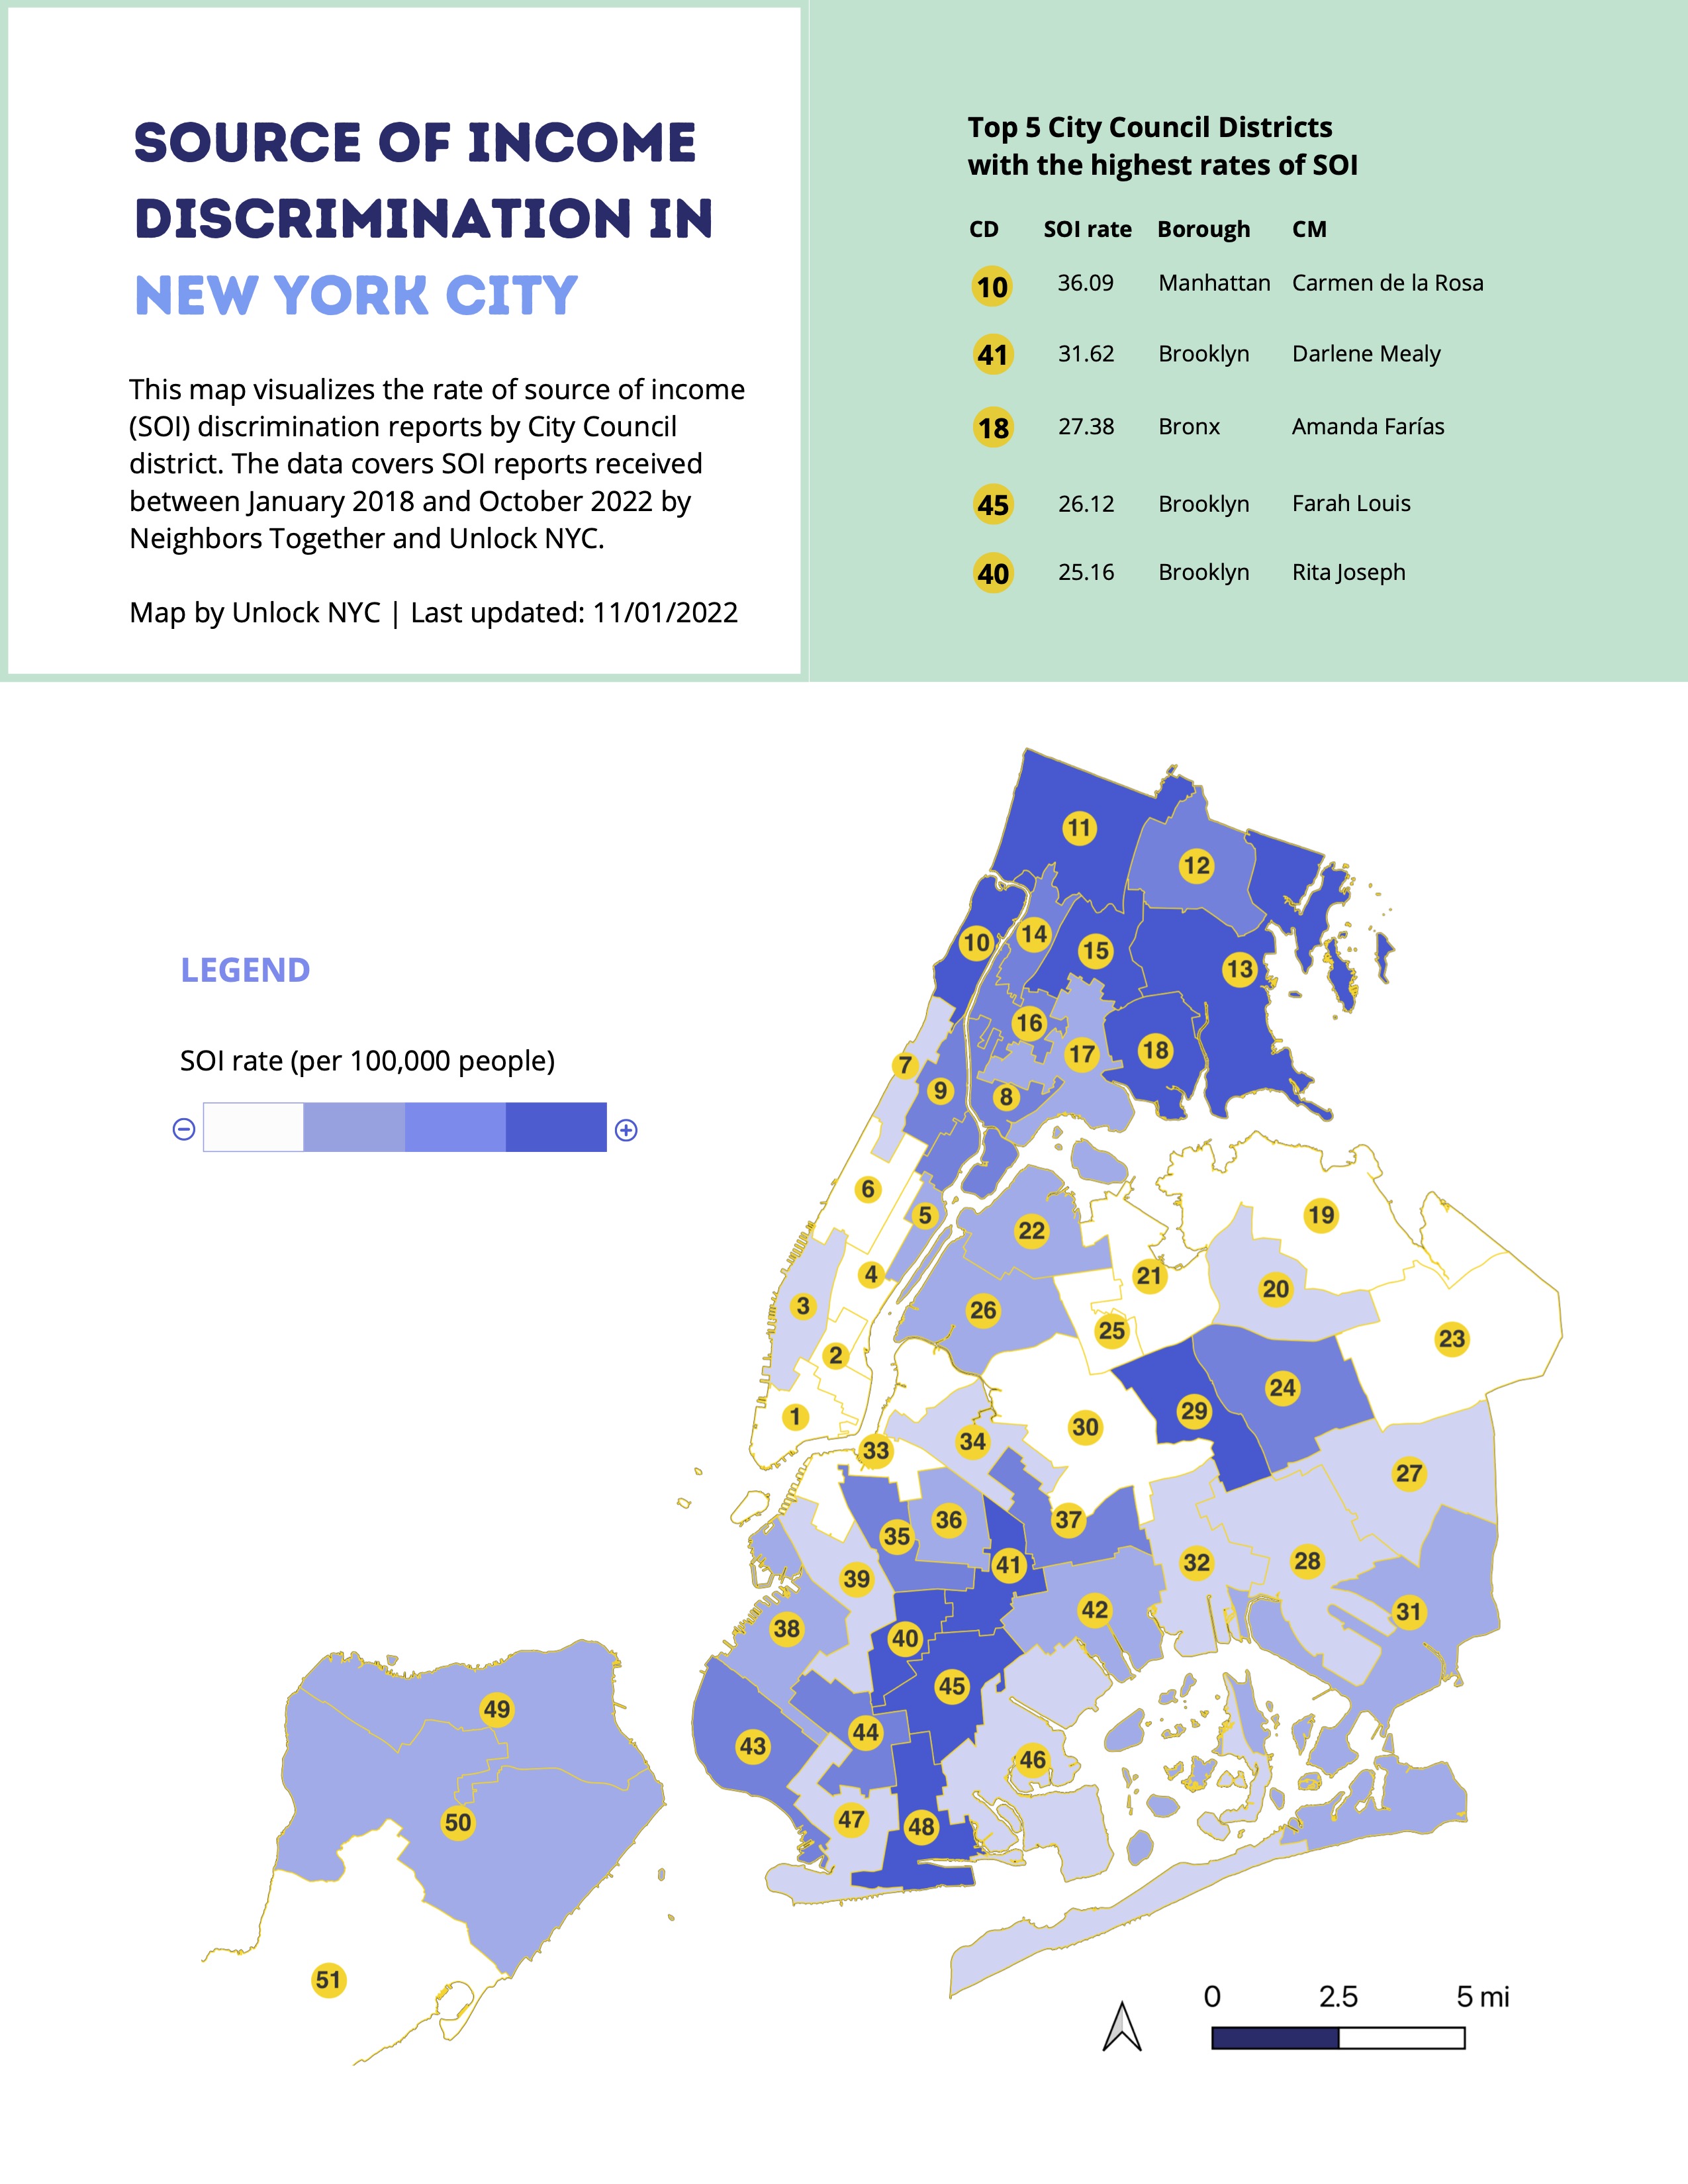 SOURCE OF INCOME
DISCRIMINATION IN
NEW YORK CITY
This map visualizes the rate of source of income
(SOI) discrimination reports by City Council
district. The data covers SOI reports received
between January 2018 and October 2022 by
Neighbors Together and Unlock NYC.
Map by Unlock NYC | Last updated: 11/01/2022
Top 5 City Council Districts
with the highest rates of SOI
CD SOI rate Borough CM
10 36.09 Manhattan Carmen de la Rosa
41 31.62 Brooklyn Darlene Mealy
18 27.38 Bronx Amanda Farías
45 26.12 Brooklyn Farah Louis
40 25.16 Brooklyn Rita Joseph
LEGEND
SOI rate (per 100,000 people)
11
12
10
14
15
13
16
18
17
7
9
8
6
5
19
22
4
21
20
3
26
25
23
2
24
29
1
30
34
33
27
36
37
35
28
32
41
39
42
31
38
40
45
49
44
43
46
47
50
48
51
0 2.5 5 mi